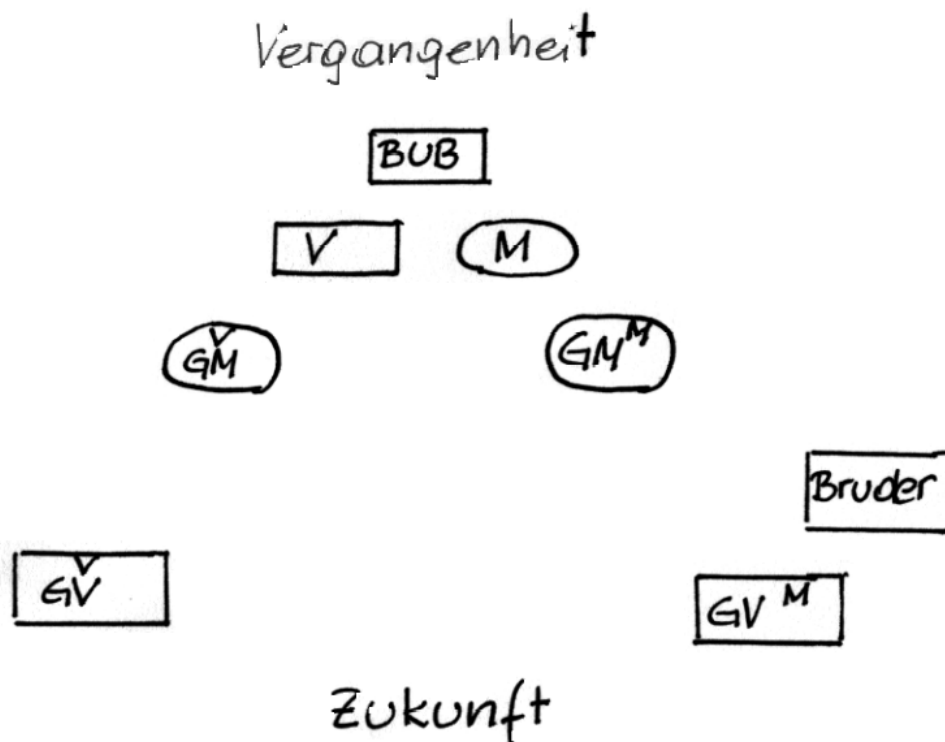 Vergangenheit
BUB
V M
GM^V GM^M
Bruder
GV^V GV^M
Zukunft